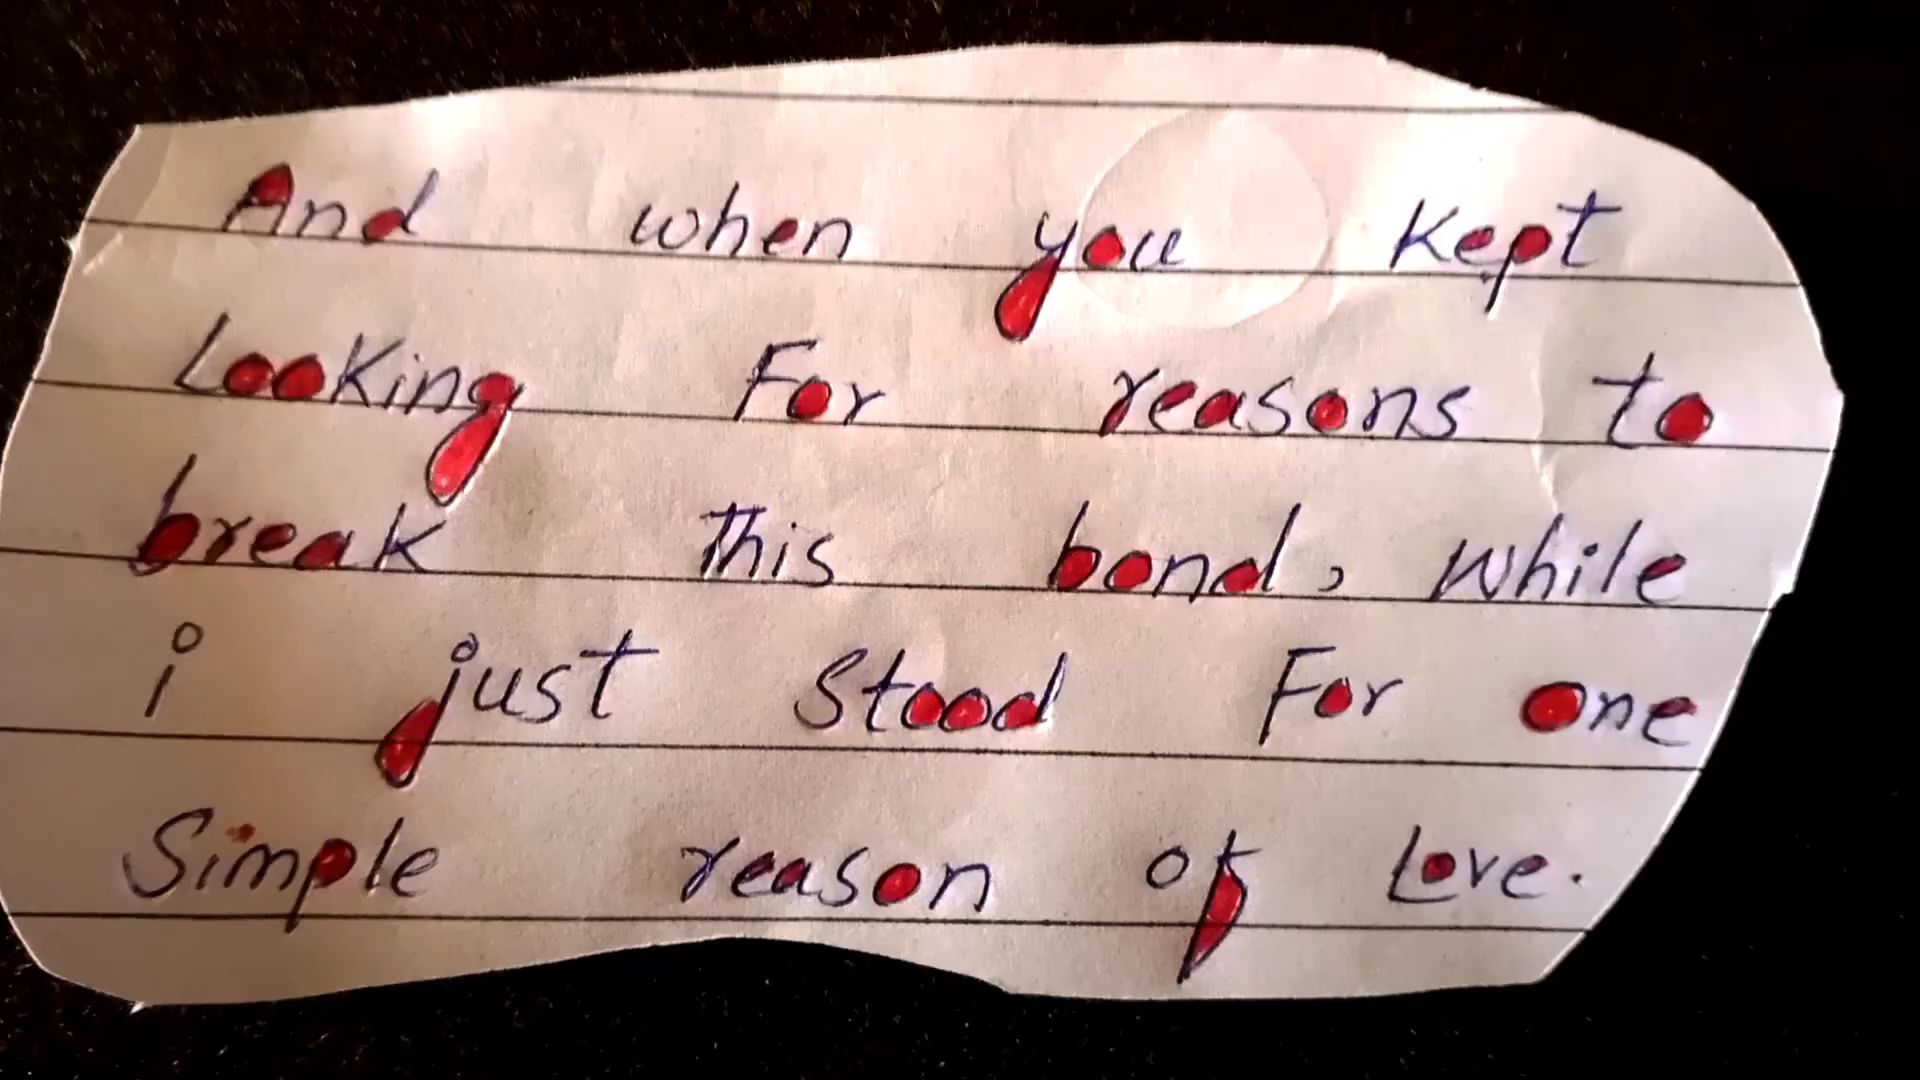 And when you kept
Looking For reasons to
break this bond, while
i just stood For one
Simple reason of Love.